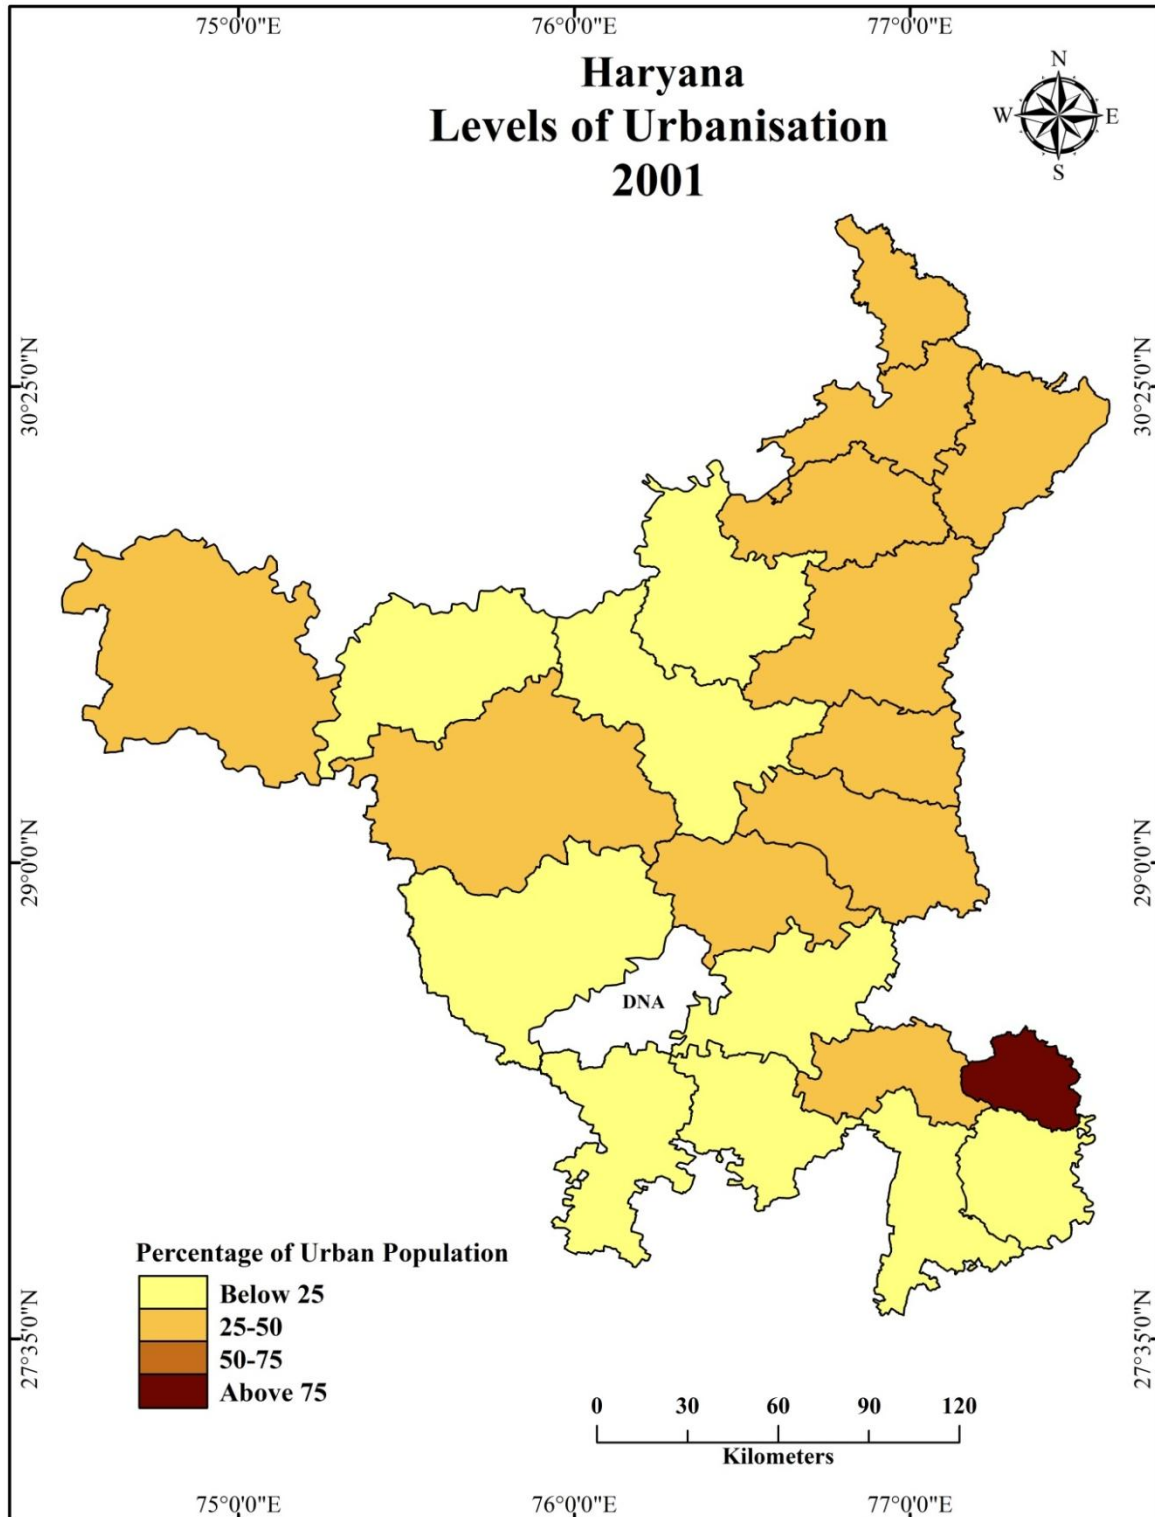 75°0'0"E 76°0'0"E 77°0'0"E
Haryana
Levels of Urbanisation
2001
N
W E
S
30°25'0"N 30°25'0"N
29°0'0"N 29°0'0"N
DNA
27°35'0"N 27°35'0"N
Percentage of Urban Population
Below 25
25-50
50-75
Above 75
0 30 60 90 120
Kilometers
75°0'0"E 76°0'0"E 77°0'0"E